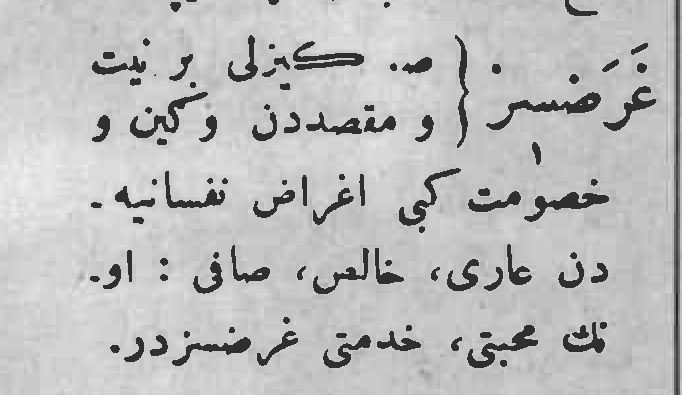 غَرَضسز { ص. كیزلی بر نیت
و مقصددن و كین و
خصومت كبی اغراض نفسانیه-
دن عاری، خالص، صافی : او-
نك محبتی، خدمتی غرضسزدر.